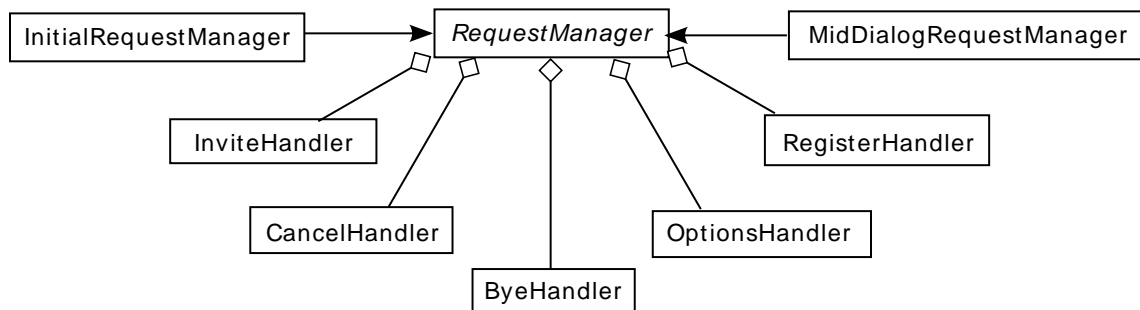 InitialRequestManager
RequestManager
MidDialogRequestManager
InviteHandler
RegisterHandler
CancelHandler
OptionsHandler
ByeHandler